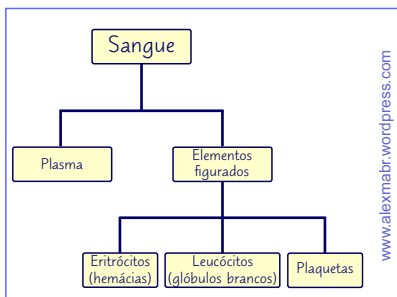 Sangue
Plasma
Elementos
figurados
Eritrócitos
(hemácias)
Leucócitos
(glóbulos brancos)
Plaquetas
www.alexmabr.wordpress.com